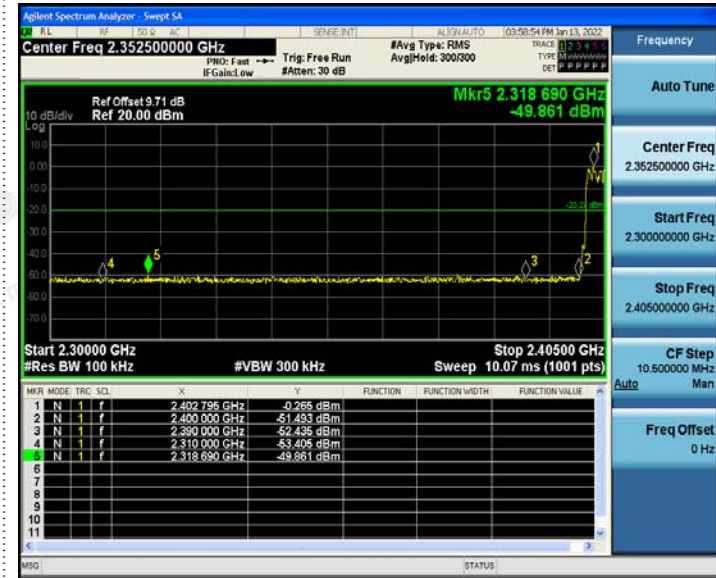 Agilent Spectrum Analyzer - Swept SA
RL RF 50 Ω AC SENSE:INT ALIGNAUTO 03:58:54 PM Jan 13, 2022
Center Freq 2.352500000 GHz
PNO: Fast
IFGain:Low
Trig: Free Run
#Atten: 30 dB
#Avg Type: RMS
Avg|Hold: 300/300
TRACE 1 2 3 4 5 6
TYPE
DET P P P P P P
Frequency
Auto Tune
Center Freq
2.352500000 GHz
Start Freq
2.300000000 GHz
Stop Freq
2.405000000 GHz
CF Step
10.500000 MHz
Auto Man
Freq Offset
0 Hz
Mkr5 2.318 690 GHz
-49.861 dBm
Ref Offset 9.71 dB
10 dB/div Ref 20.00 dBm
Log
10.0
0.00
-10.0
-20.0
-30.0
-40.0
-50.0
-60.0
-70.0
1
2
3
4
5
Start 2.30000 GHz Stop 2.40500 GHz
#Res BW 100 kHz #VBW 300 kHz Sweep 10.07 ms (1001 pts)
MKR MODE TRC SCL X Y FUNCTION FUNCTION WIDTH FUNCTION VALUE
1 N 1 f 2.402 795 GHz -0.265 dBm
2 N 1 f 2.400 000 GHz -51.493 dBm
3 N 1 f 2.390 000 GHz -52.435 dBm
4 N 1 f 2.310 000 GHz -53.405 dBm
5 N 1 f 2.318 690 GHz -49.861 dBm
6
7
8
9
10
11
MSG STATUS